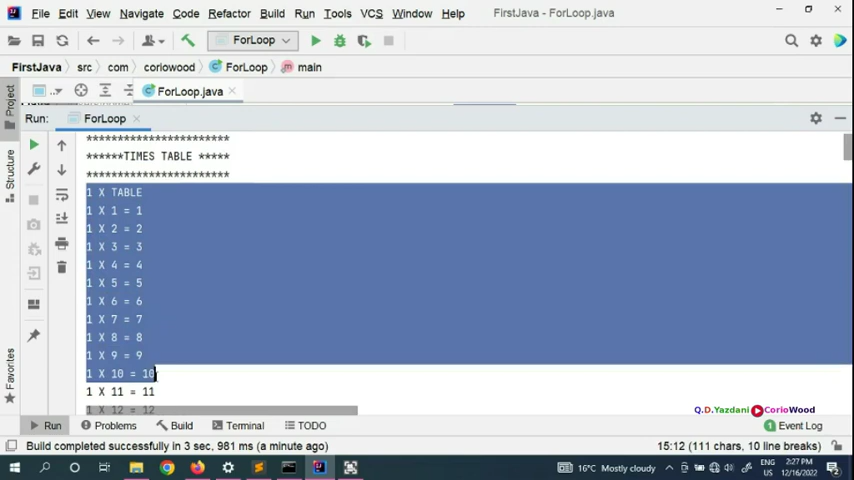 File Edit View Navigate Code Refactor Build Run Tools VCS Window Help FirstJava - ForLoop.java
ForLoop
FirstJava src com coriowood ForLoop main
.. ForLoop.java
Run: ForLoop
***********************
******TIMES TABLE *****
***********************
1 X TABLE
1 X 1 = 1
1 X 2 = 2
1 X 3 = 3
1 X 4 = 4
1 X 5 = 5
1 X 6 = 6
1 X 7 = 7
1 X 8 = 8
1 X 9 = 9
1 X 10 = 10
1 X 11 = 11
1 X 12 = 12
Project
Structure
Favorites
Q.D.Yazdani CorioWood
Run Problems Build Terminal TODO 1 Event Log
Build completed successfully in 3 sec, 981 ms (a minute ago) 15:12 (111 chars, 10 line breaks)
16°C Mostly cloudy ENG US 2:27 PM 12/16/2022 2